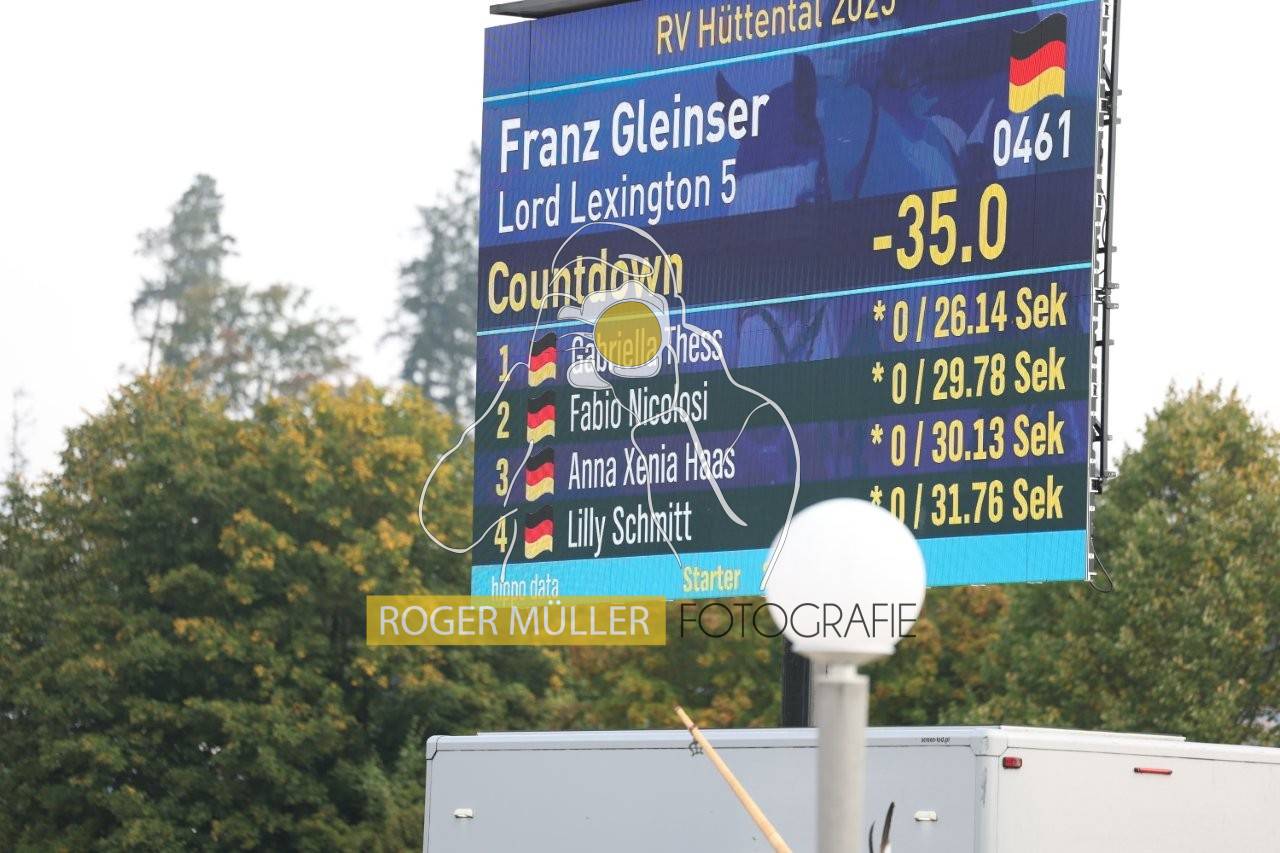 RV Hüttental 2025
Franz Gleinser
0461
Lord Lexington 5
Countdown -35.0
1 Gabriella Thess * 0 / 26.14 Sek
2 Fabio Nicolosi * 0 / 29.78 Sek
3 Anna Xenia Haas * 0 / 30.13 Sek
4 Lilly Schmitt * 0 / 31.76 Sek
hippo data Starter
ROGER MÜLLER FOTOGRAFIE